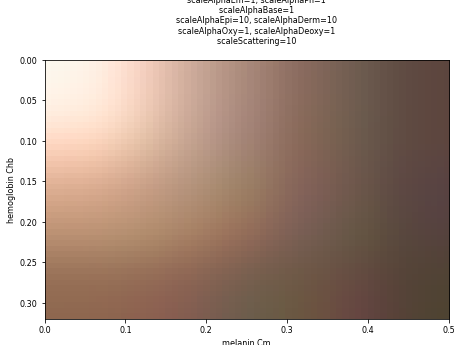 scaleAlphaBase=1
scaleAlphaEpi=10, scaleAlphaDerm=10
scaleAlphaOxy=1, scaleAlphaDeoxy=1
scaleScattering=10
0.00
0.05
0.10
0.15
0.20
0.25
0.30
hemoglobin Chb
0.0
0.1
0.2
0.3
0.4
0.5
melanin Cm